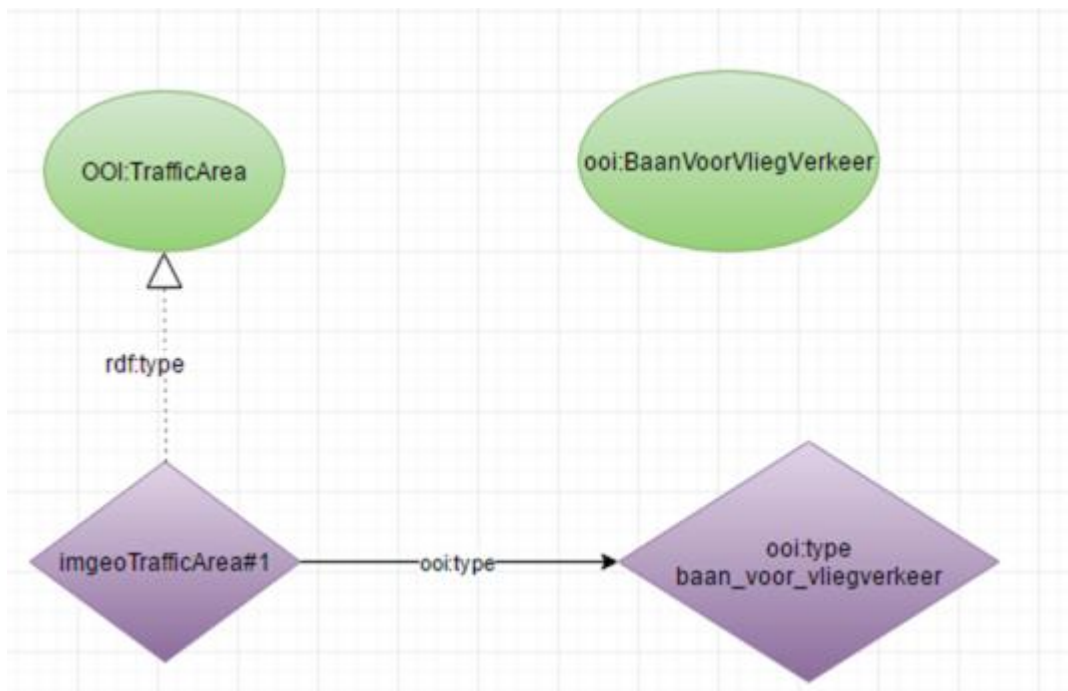 OOI:TrafficArea
ooi:BaanVoorVliegVerkeer
rdf:type
imgeoTrafficArea#1
ooi:type
ooi:type
baan_voor_vliegverkeer